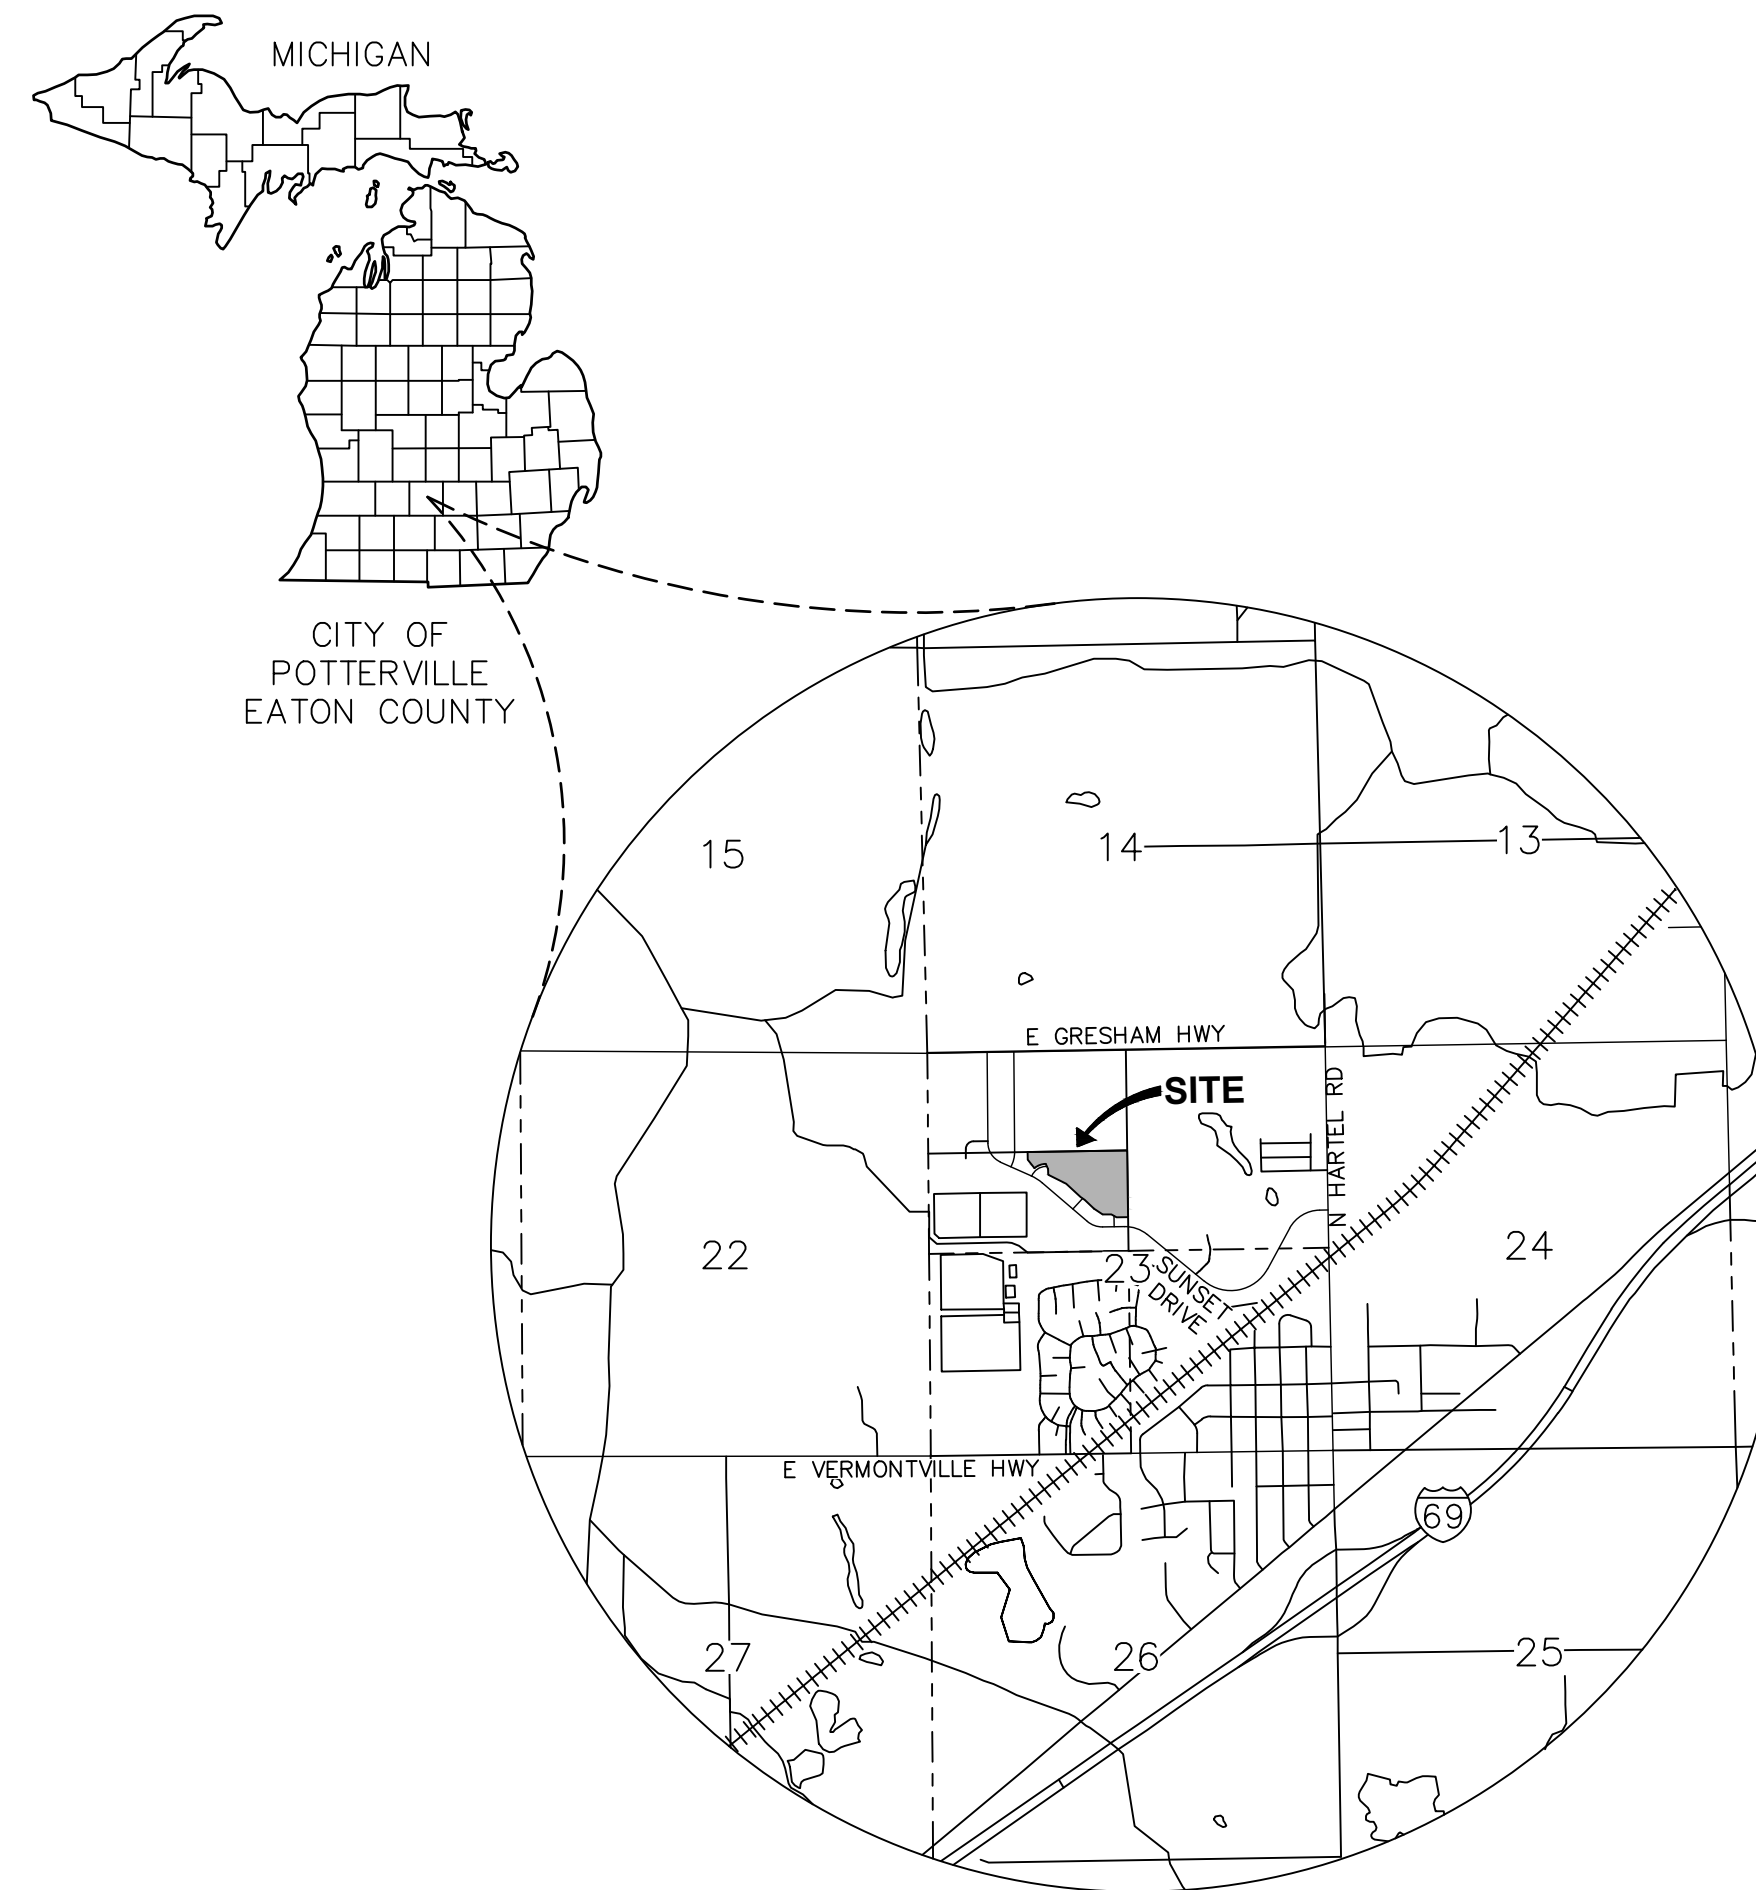 MICHIGAN
CITY OF
POTTERVILLE
EATON COUNTY
15
14
13
E GRESHAM HWY
SITE
N HARTEL RD
22
23
24
SUNSET
DRIVE
E VERMONTVILLE HWY
69
27
26
25